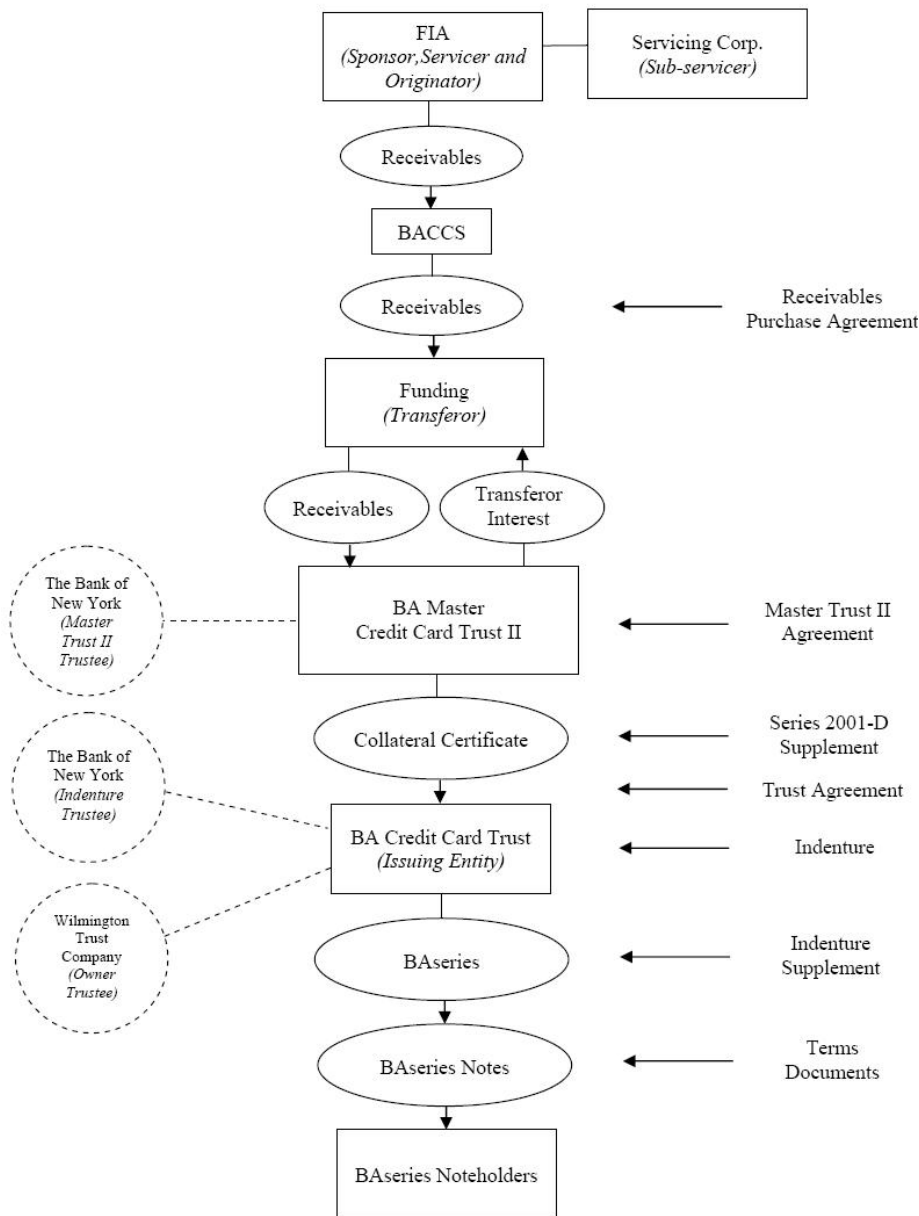 FIA
(Sponsor,Servicer and
Originator)
Servicing Corp.
(Sub-servicer)
Receivables
BACCS
Receivables
Receivables
Purchase Agreement
Funding
(Transferor)
Receivables
Transferor
Interest
The Bank of
New York
(Master
Trust II
Trustee)
BA Master
Credit Card Trust II
Master Trust II
Agreement
Collateral Certificate
Series 2001-D
Supplement
The Bank of
New York
(Indenture
Trustee)
Trust Agreement
BA Credit Card Trust
(Issuing Entity)
Indenture
Wilmington
Trust
Company
(Owner
Trustee)
BAseries
Indenture
Supplement
BAseries Notes
Terms
Documents
BAseries Noteholders